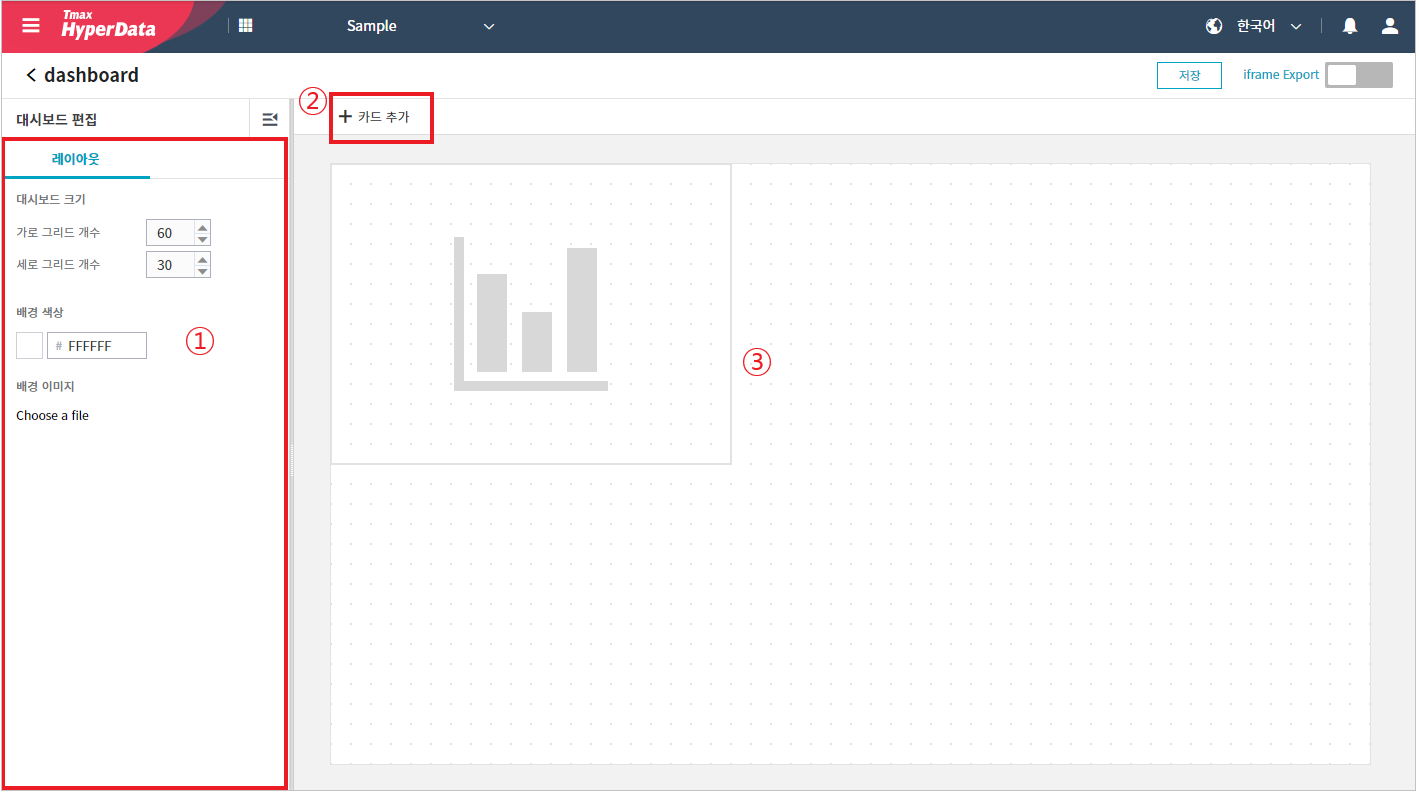 Tmax
HyperData
Sample
한국어
dashboard
저장
iframe Export
대시보드 편집
② + 카드 추가
레이아웃
대시보드 크기
가로 그리드 개수 60
세로 그리드 개수 30
배경 색상
# FFFFFF
①
③
배경 이미지
Choose a file